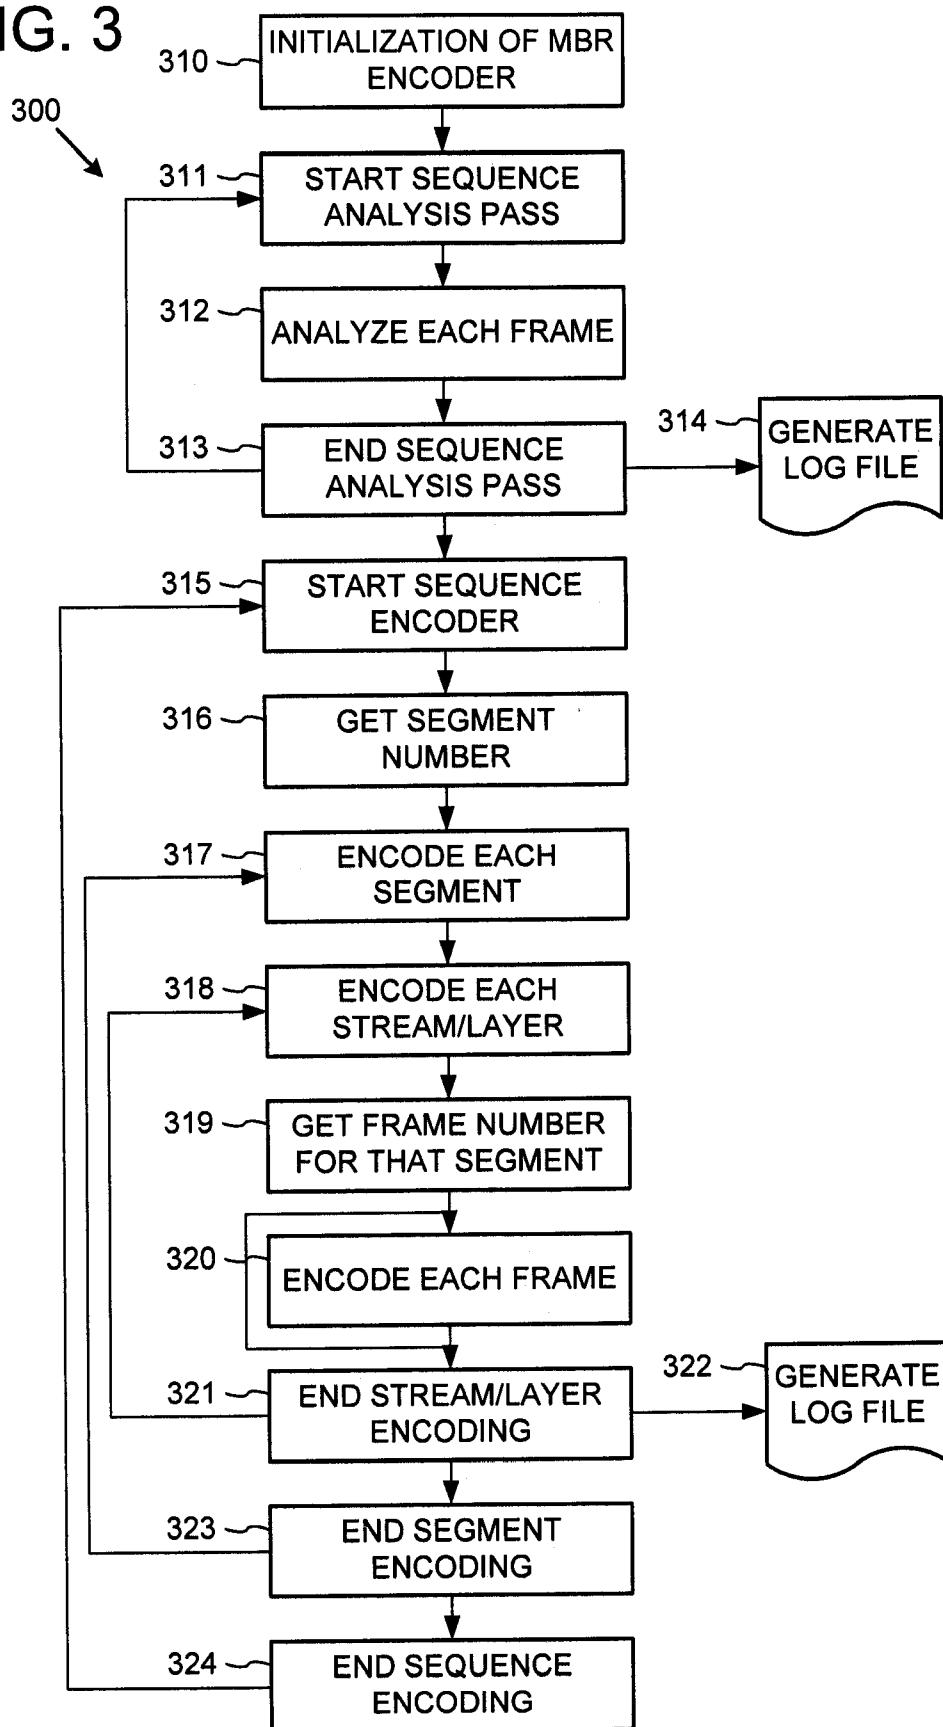 IG. 3
300
310
INITIALIZATION OF MBR
ENCODER
311
START SEQUENCE
ANALYSIS PASS
312
ANALYZE EACH FRAME
313
END SEQUENCE
ANALYSIS PASS
314
GENERATE
LOG FILE
315
START SEQUENCE
ENCODER
316
GET SEGMENT
NUMBER
317
ENCODE EACH
SEGMENT
318
ENCODE EACH
STREAM/LAYER
319
GET FRAME NUMBER
FOR THAT SEGMENT
320
ENCODE EACH FRAME
321
END STREAM/LAYER
ENCODING
322
GENERATE
LOG FILE
323
END SEGMENT
ENCODING
324
END SEQUENCE
ENCODING